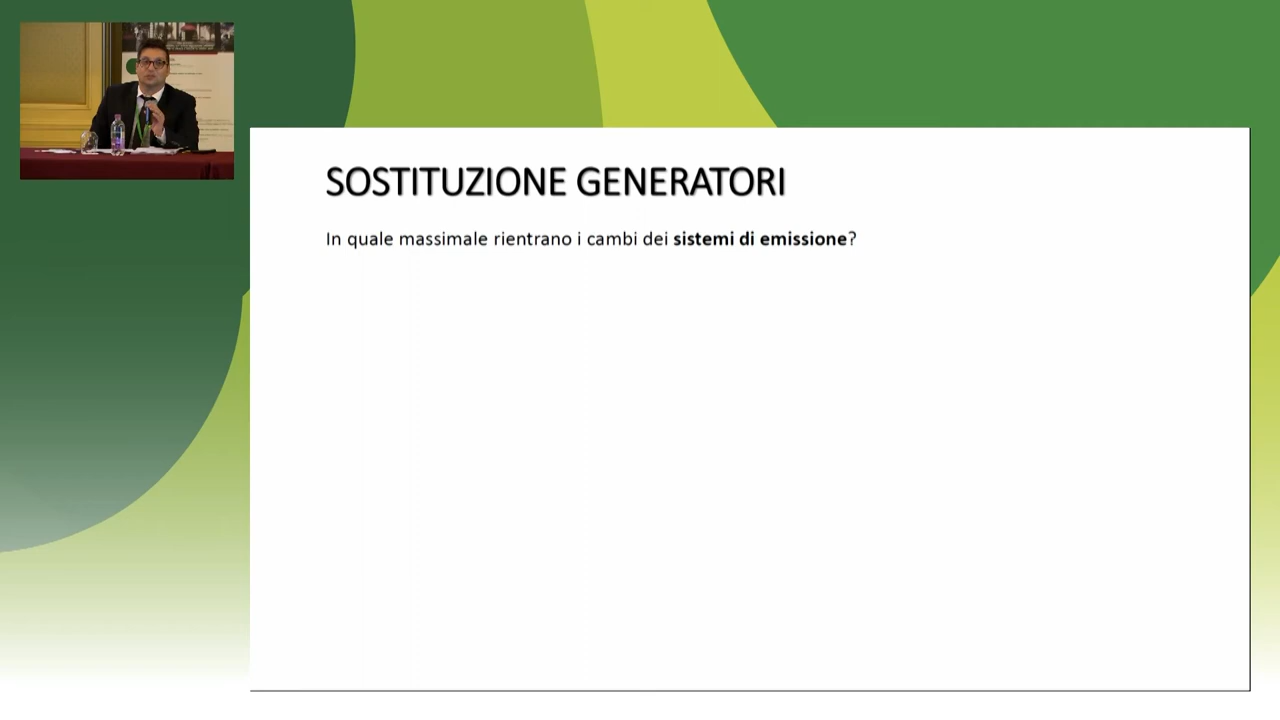 SOSTITUZIONE GENERATORI
In quale massimale rientrano i cambi dei sistemi di emissione?